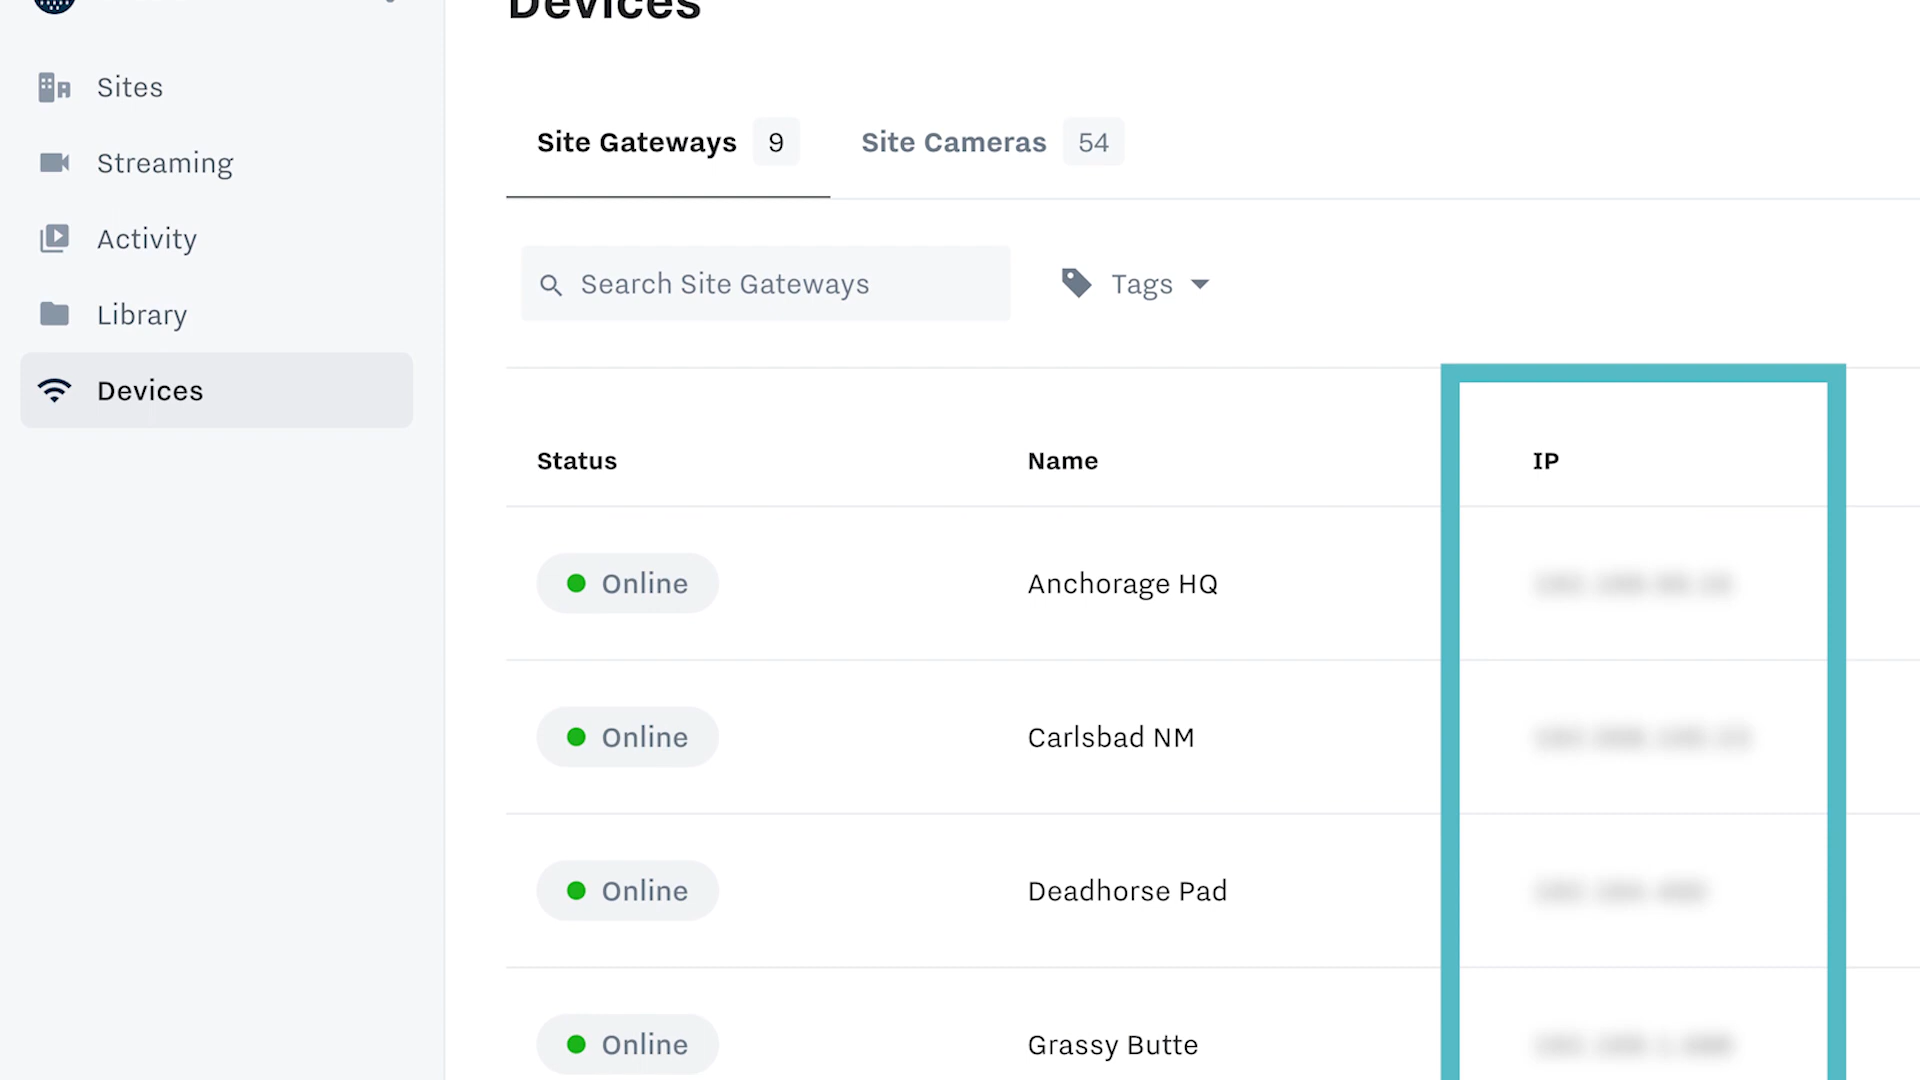 Devices
Sites
Streaming
Activity
Library
Devices
Site Gateways 9
Site Cameras 54
Search Site Gateways
Tags
Status Name IP
Online Anchorage HQ
Online Carlsbad NM
Online Deadhorse Pad
Online Grassy Butte